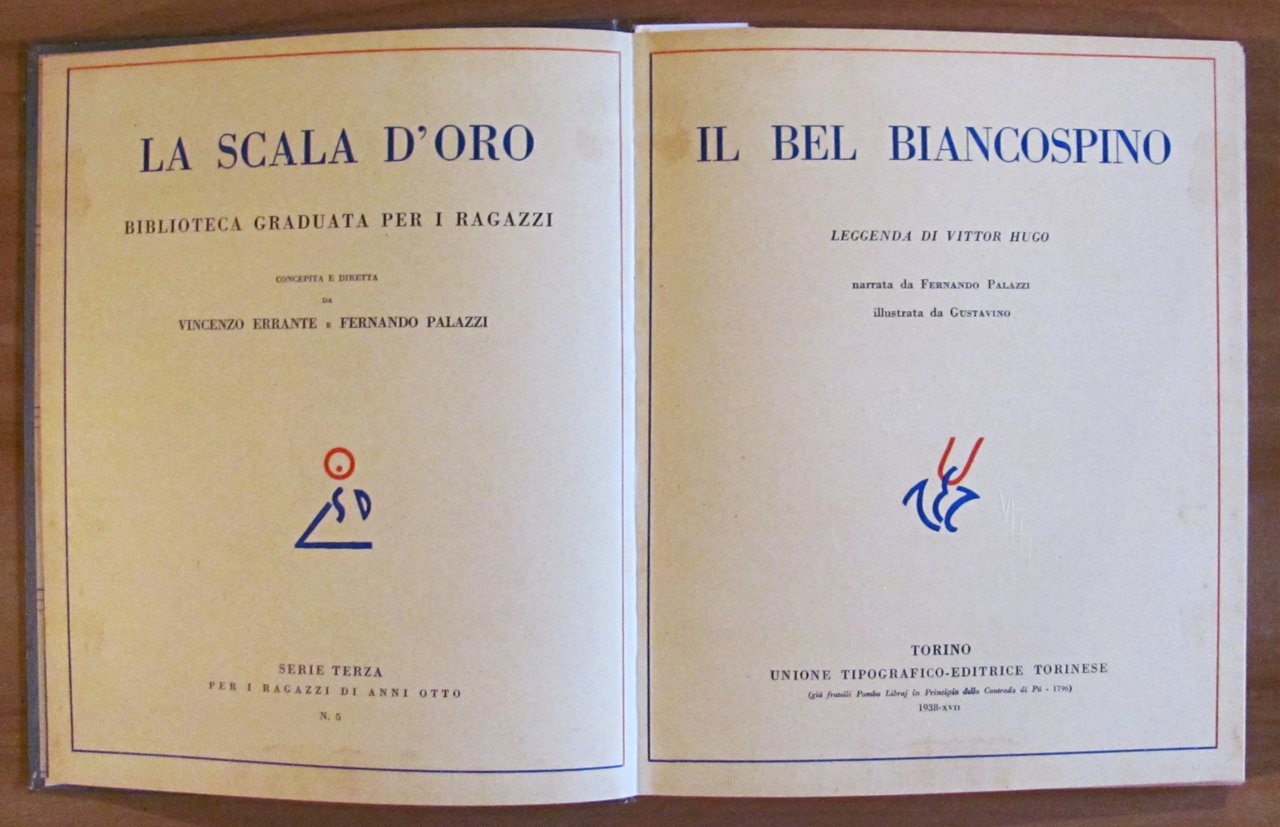 LA SCALA D'ORO
BIBLIOTECA GRADUATA PER I RAGAZZI
CONCEPITA E DIRETTA
DA
VINCENZO ERRANTE E FERNANDO PALAZZI
SD
SERIE TERZA
PER I RAGAZZI DI ANNI OTTO
N. 5
IL BEL BIANCOSPINO
LEGGENDA DI VITTOR HUGO
narrata da FERNANDO PALAZZI
illustrata da GUSTAVINO
TORINO
UNIONE TIPOGRAFICO-EDITRICE TORINESE
(già fratelli Pomba Libraj in Principio della Contrada di Pò - 1796)
1938-XVII